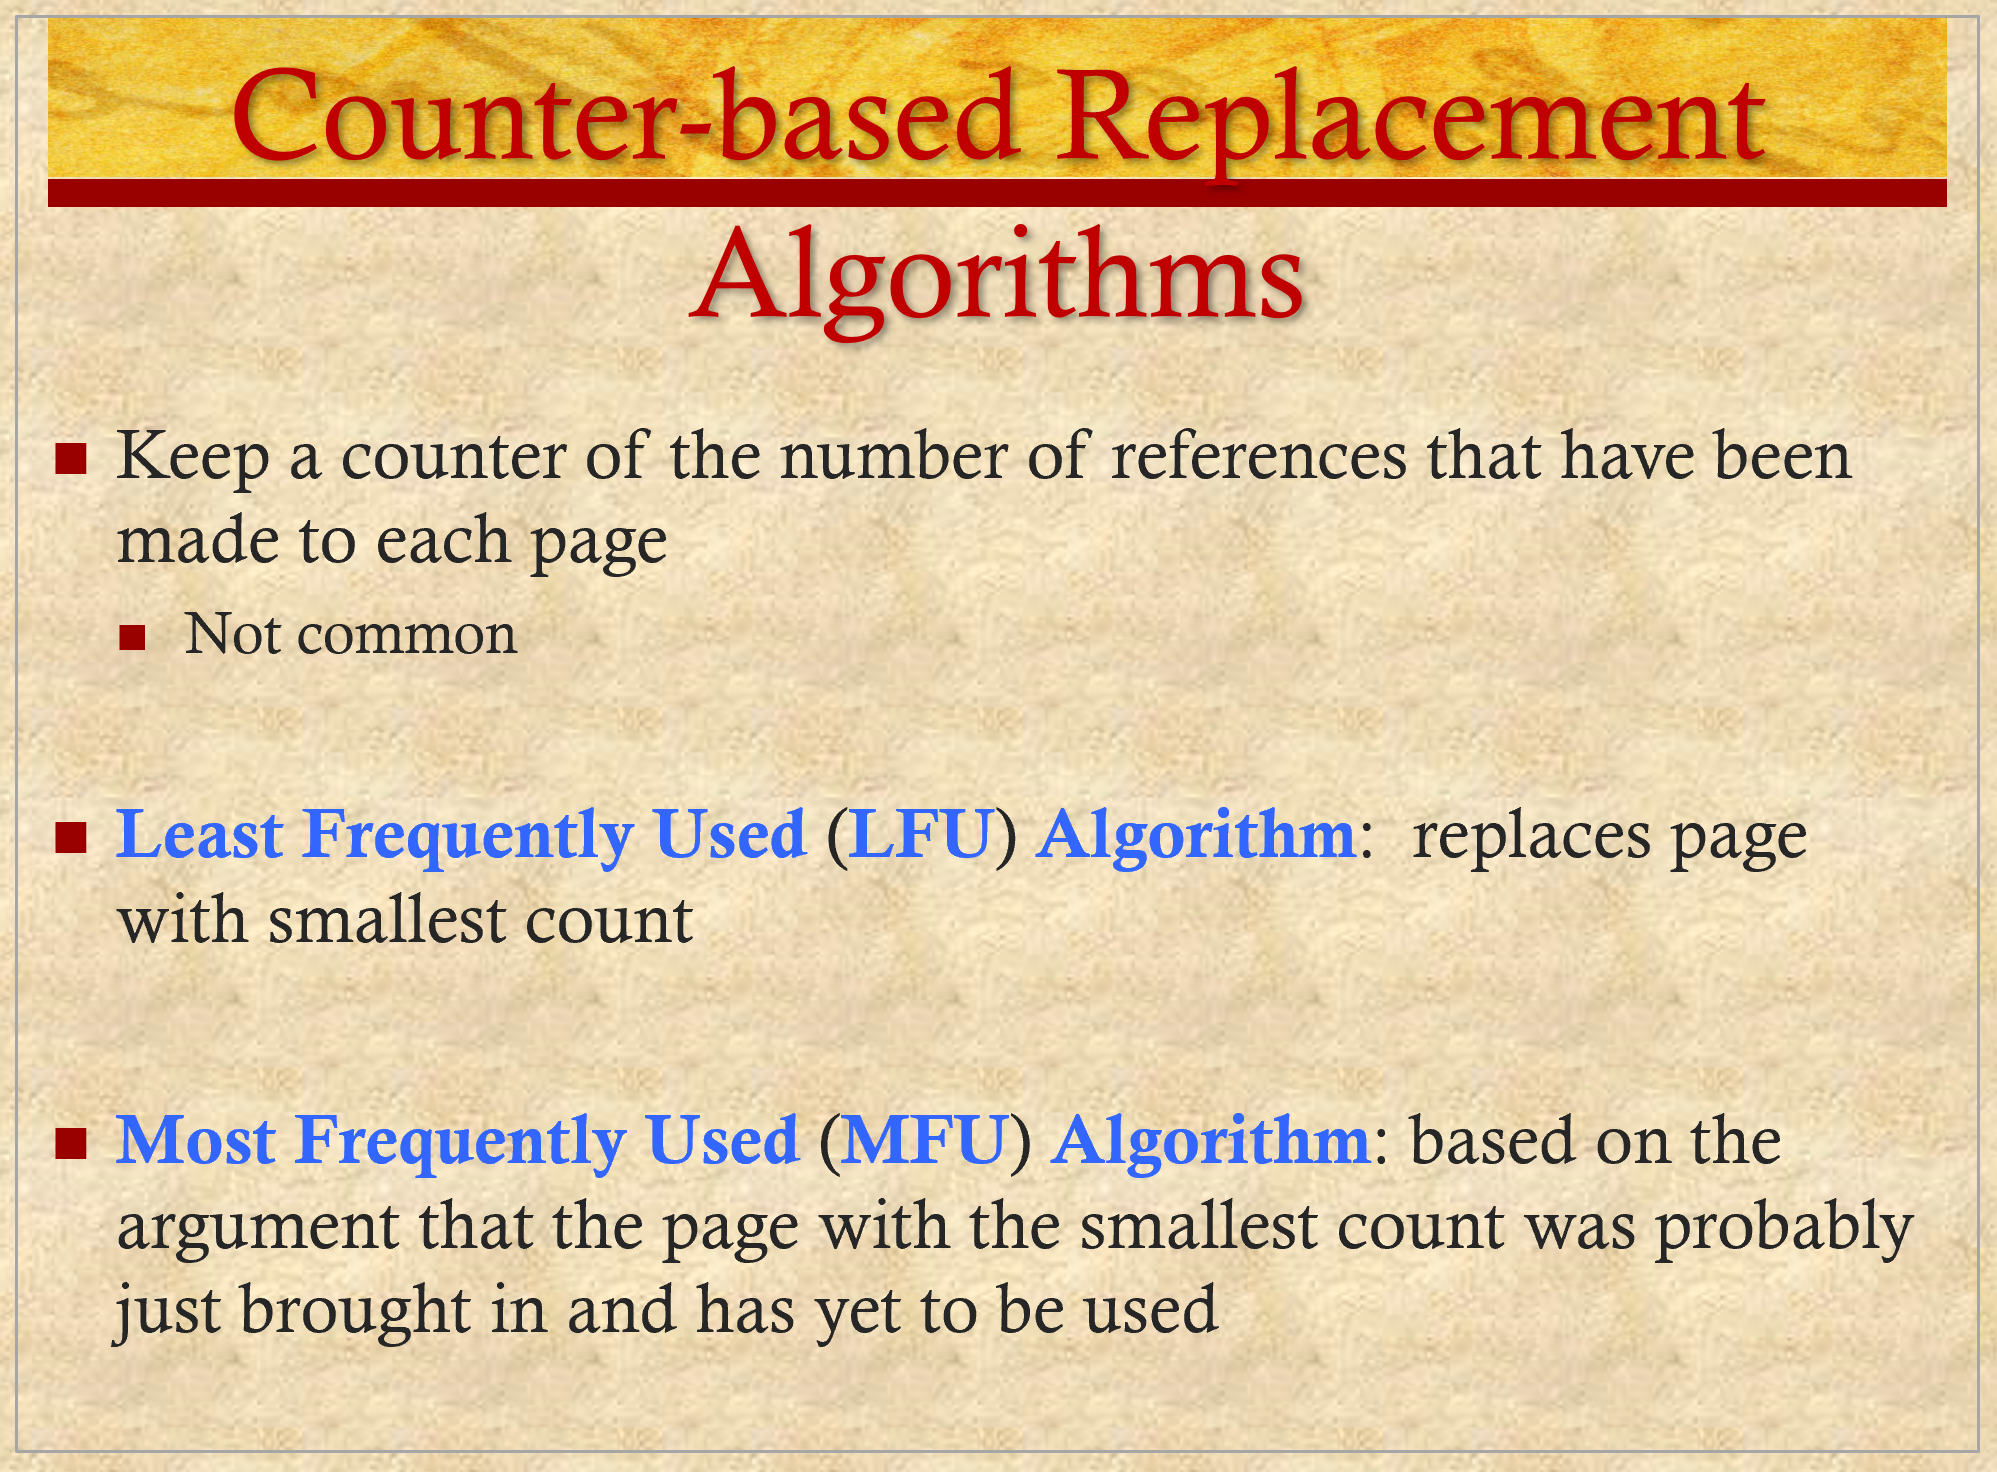 Counter-based Replacement
Algorithms
Keep a counter of the number of references that have been
made to each page
Not common
Least Frequently Used (LFU) Algorithm: replaces page
with smallest count
Most Frequently Used (MFU) Algorithm: based on the
argument that the page with the smallest count was probably
just brought in and has yet to be used